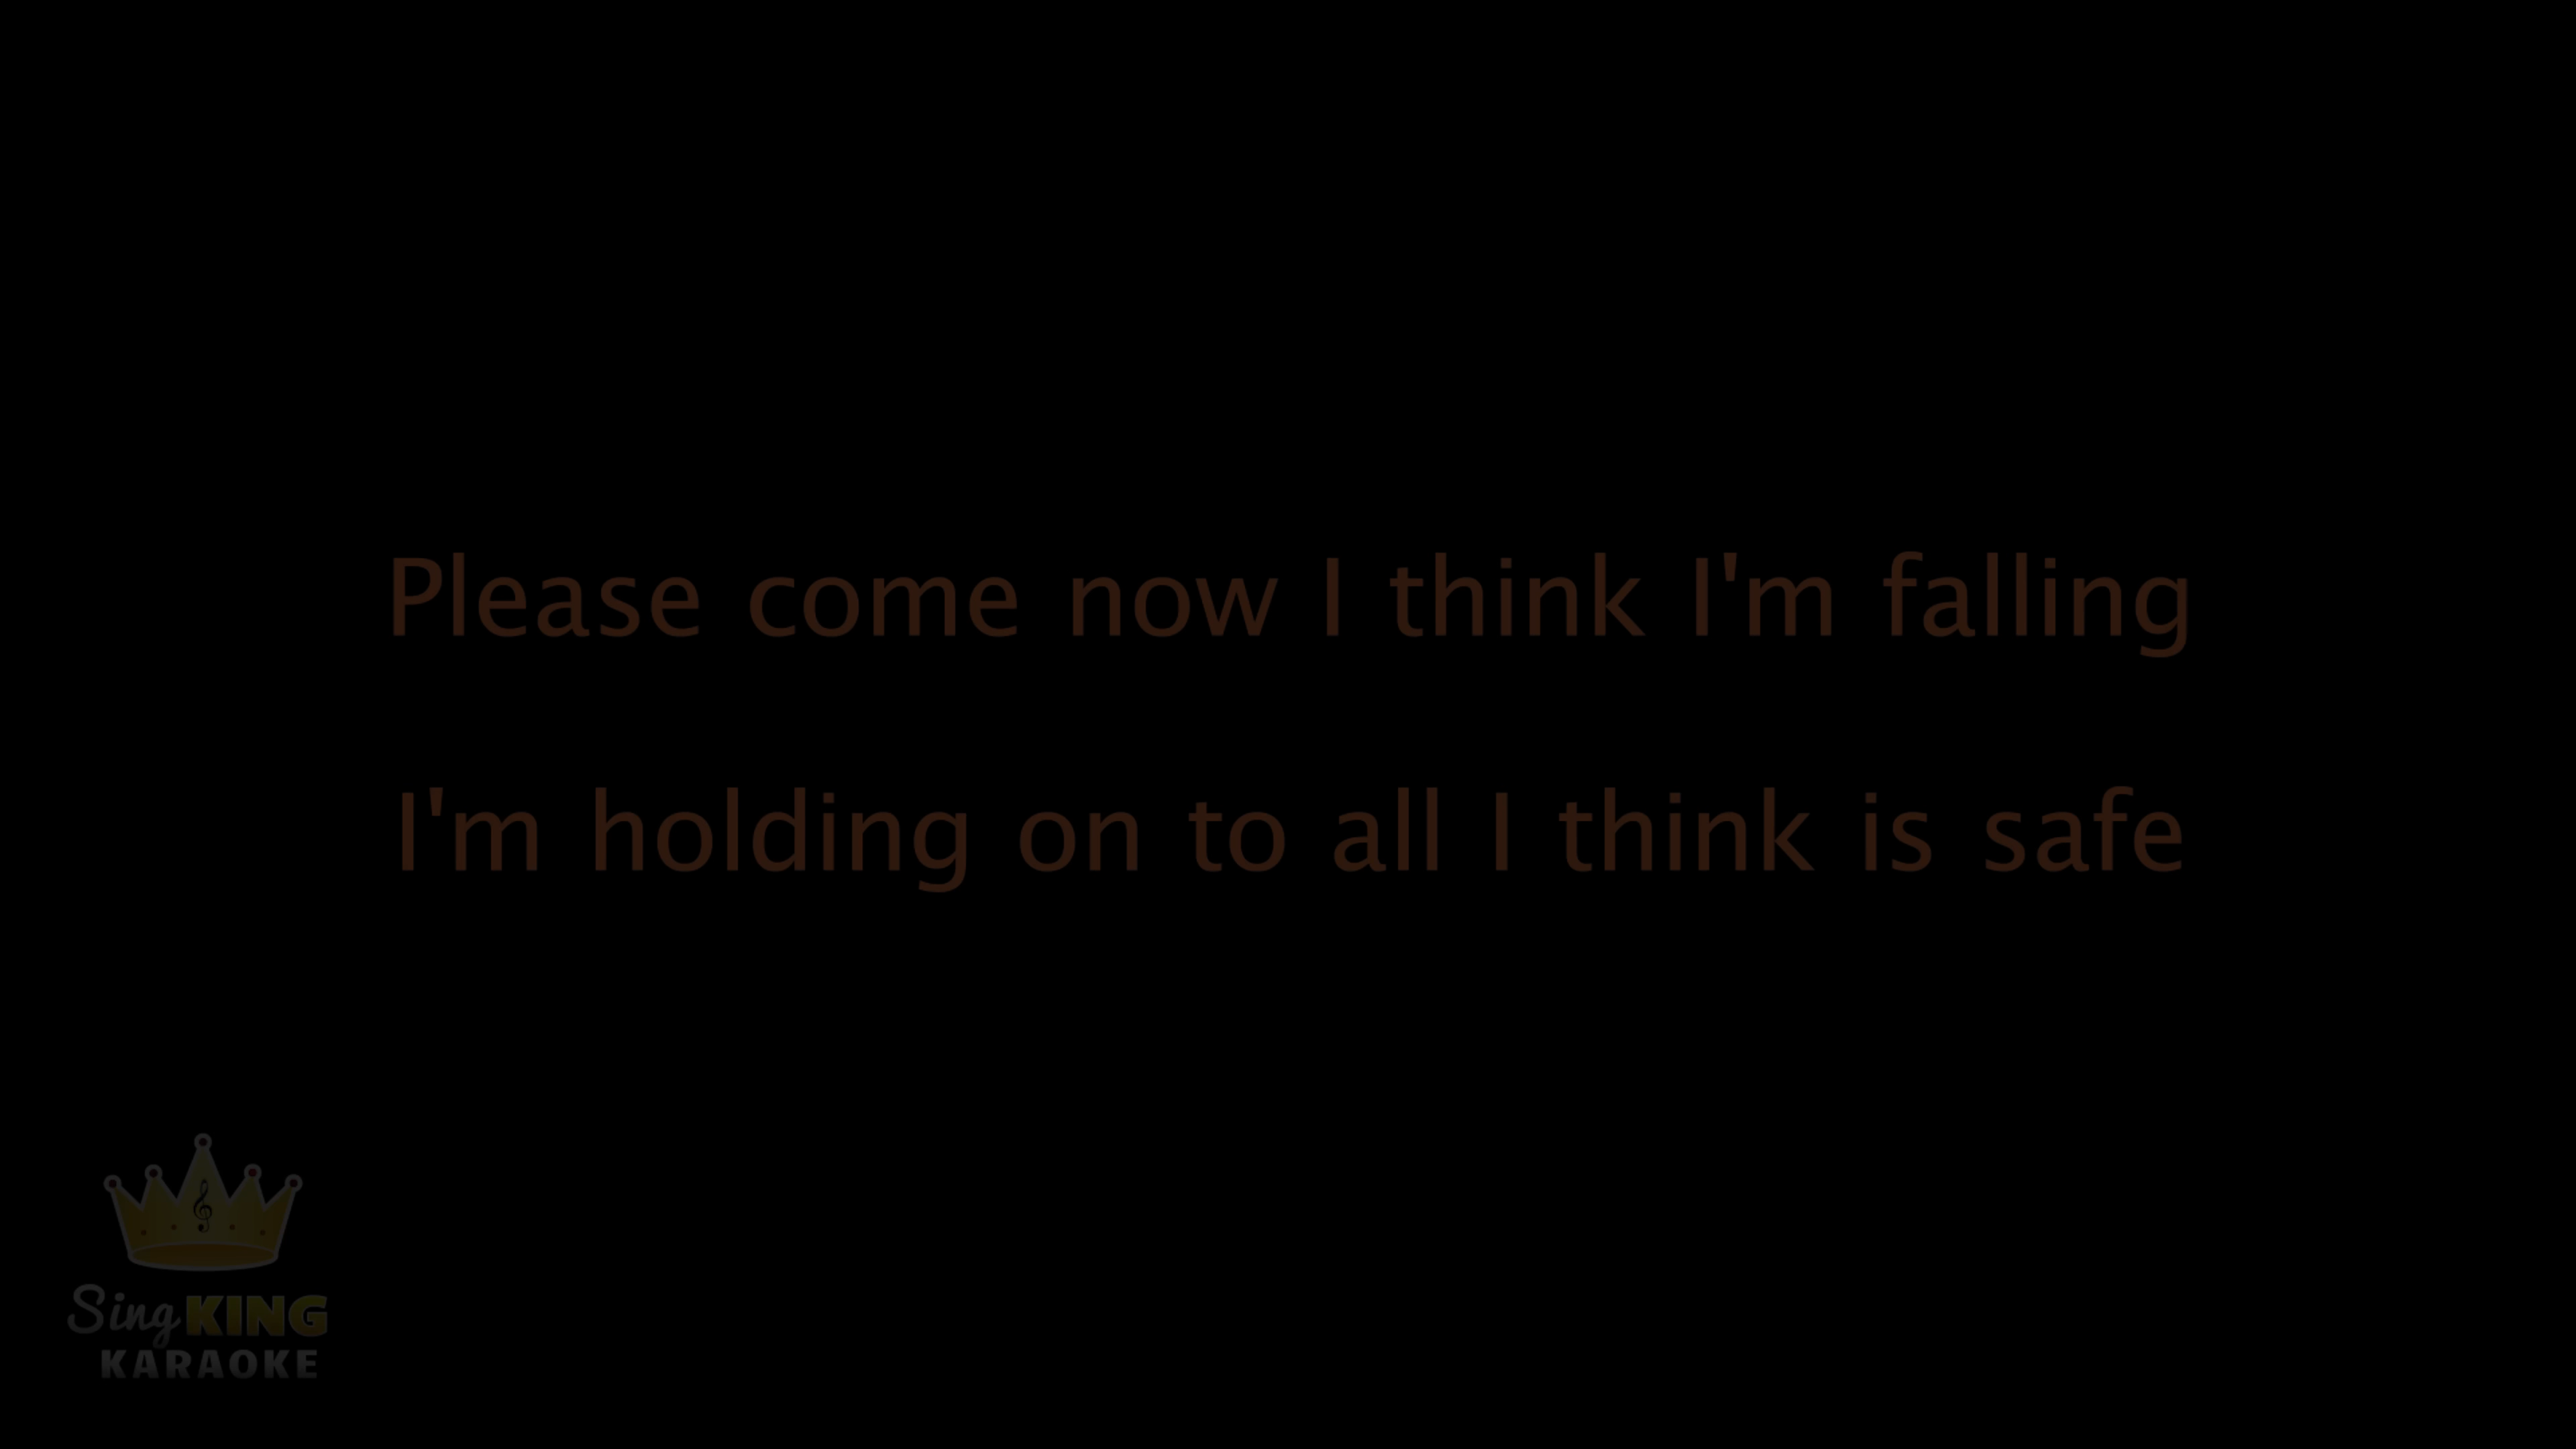 Please come now I think I'm falling
I'm holding on to all I think is safe
Sing KING
KARAOKE